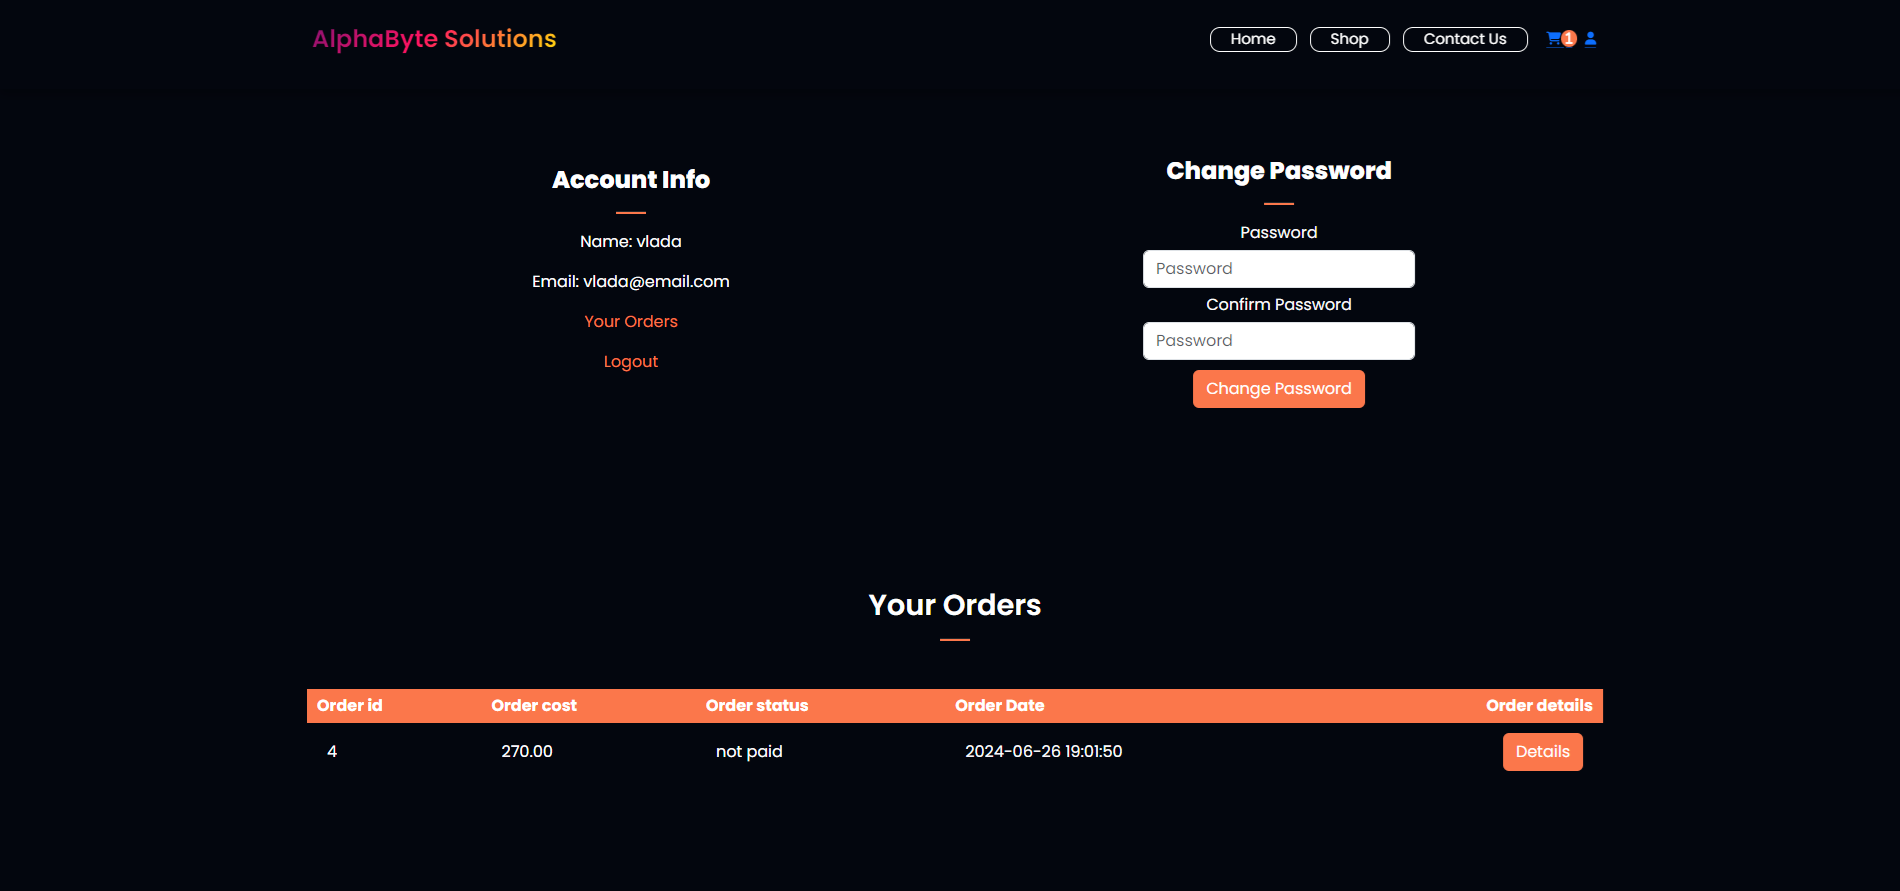 AlphaByte Solutions
Home Shop Contact Us 1
Account Info
Name: vlada
Email: vlada@email.com
Your Orders
Logout
Change Password
Password
Password
Confirm Password
Password
Change Password
Your Orders
Order id Order cost Order status Order Date Order details
4 270.00 not paid 2024-06-26 19:01:50 Details